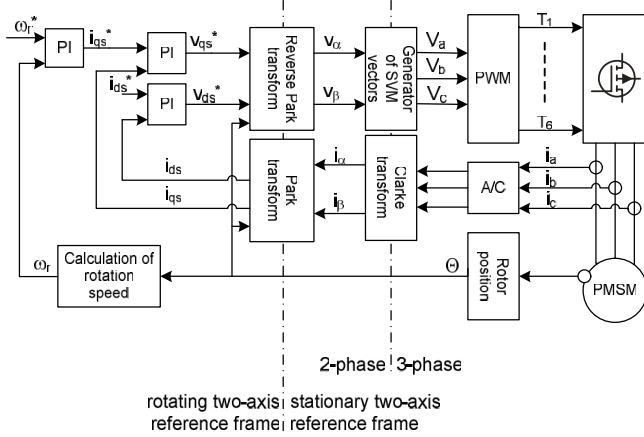 ωr*
PI
iqs*
PI
vqs*
ids*
PI
vds*
Reverse Park
transform
vα
vβ
Generator
of SVM
vectors
Va
Vb
Vc
PWM
T1
T6
ids
iqs
Park
transform
iα
iβ
Clarke
transform
A/C
ia
ib
ic
ωr
Calculation of
rotation
speed
Θ
Rotor
position
PMSM
2-phase
3-phase
rotating two-axis
reference frame
stationary two-axis
reference frame